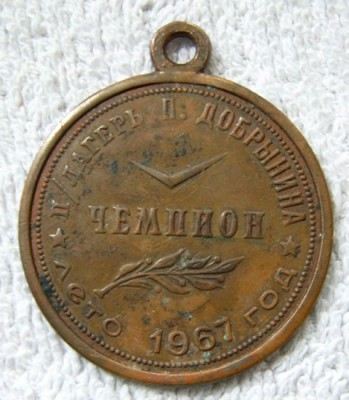 П/ЛАГЕРЬ П. ДОБРЫНИНА
ЧЕМПИОН
ЛЕТО 1967 ГОД